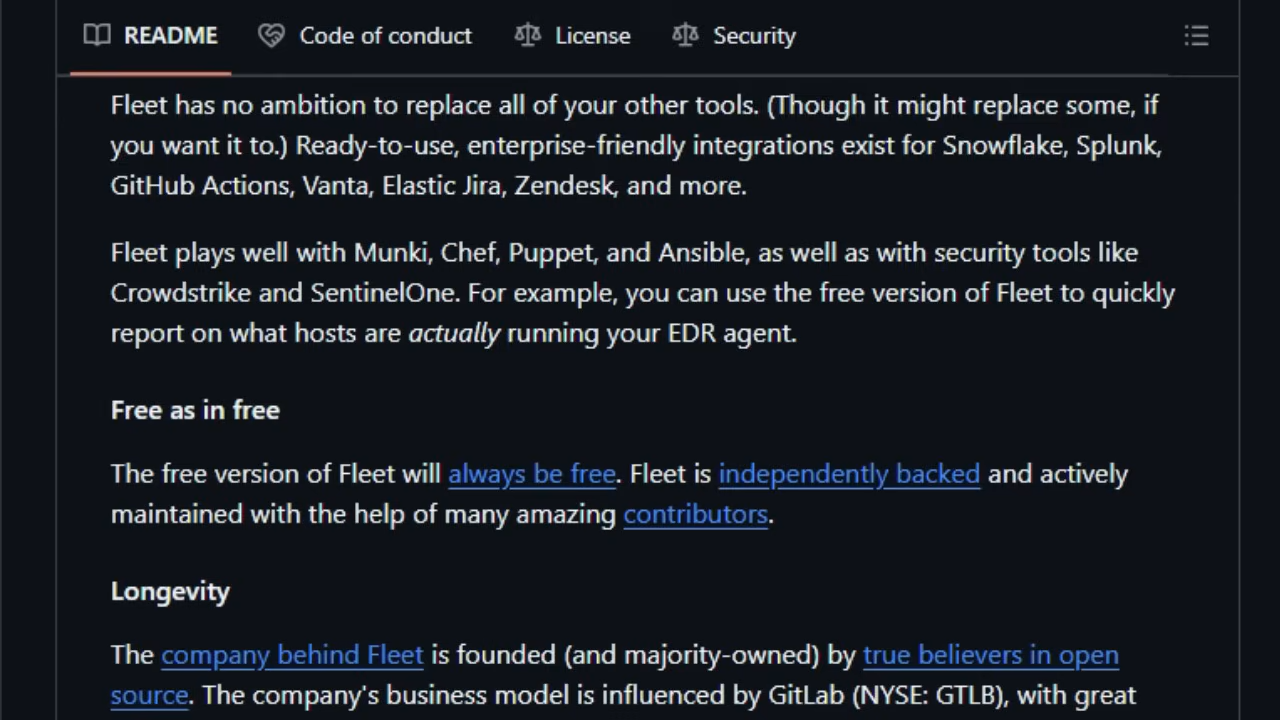 README Code of conduct License Security
Fleet has no ambition to replace all of your other tools. (Though it might replace some, if
you want it to.) Ready-to-use, enterprise-friendly integrations exist for Snowflake, Splunk,
GitHub Actions, Vanta, Elastic Jira, Zendesk, and more.
Fleet plays well with Munki, Chef, Puppet, and Ansible, as well as with security tools like
Crowdstrike and SentinelOne. For example, you can use the free version of Fleet to quickly
report on what hosts are actually running your EDR agent.
Free as in free
The free version of Fleet will always be free. Fleet is independently backed and actively
maintained with the help of many amazing contributors.
Longevity
The company behind Fleet is founded (and majority-owned) by true believers in open
source. The company's business model is influenced by GitLab (NYSE: GTLB), with great